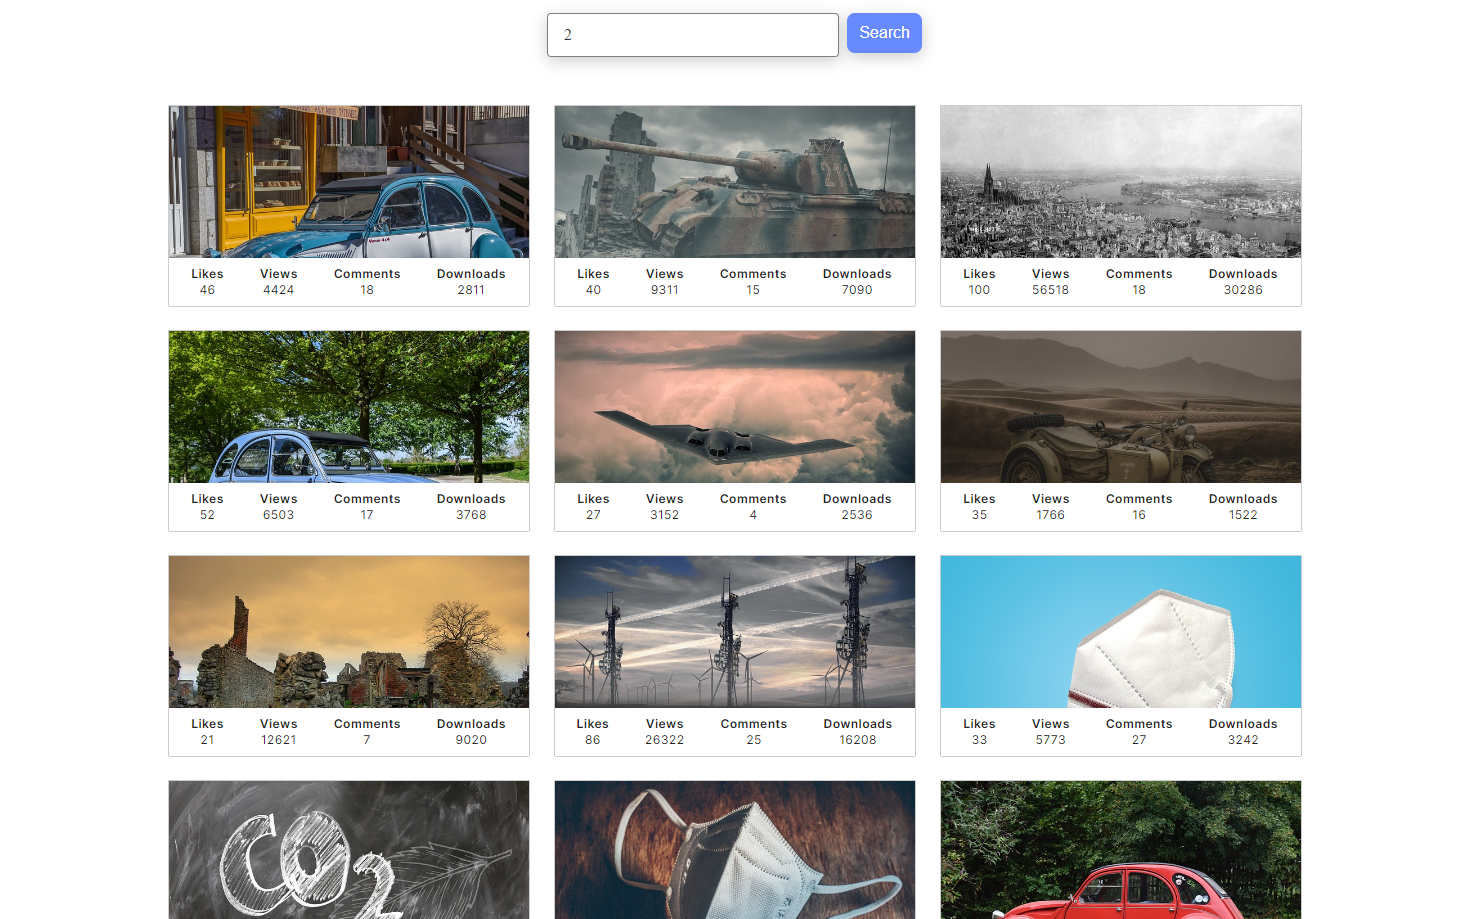 2
Search
Likes Views Comments Downloads
46 4424 18 2811
Likes Views Comments Downloads
40 9311 15 7090
Likes Views Comments Downloads
100 56518 18 30286
Likes Views Comments Downloads
52 6503 17 3768
Likes Views Comments Downloads
27 3152 4 2536
Likes Views Comments Downloads
35 1766 16 1522
Likes Views Comments Downloads
21 12621 7 9020
Likes Views Comments Downloads
86 26322 25 16208
Likes Views Comments Downloads
33 5773 27 3242
CO2